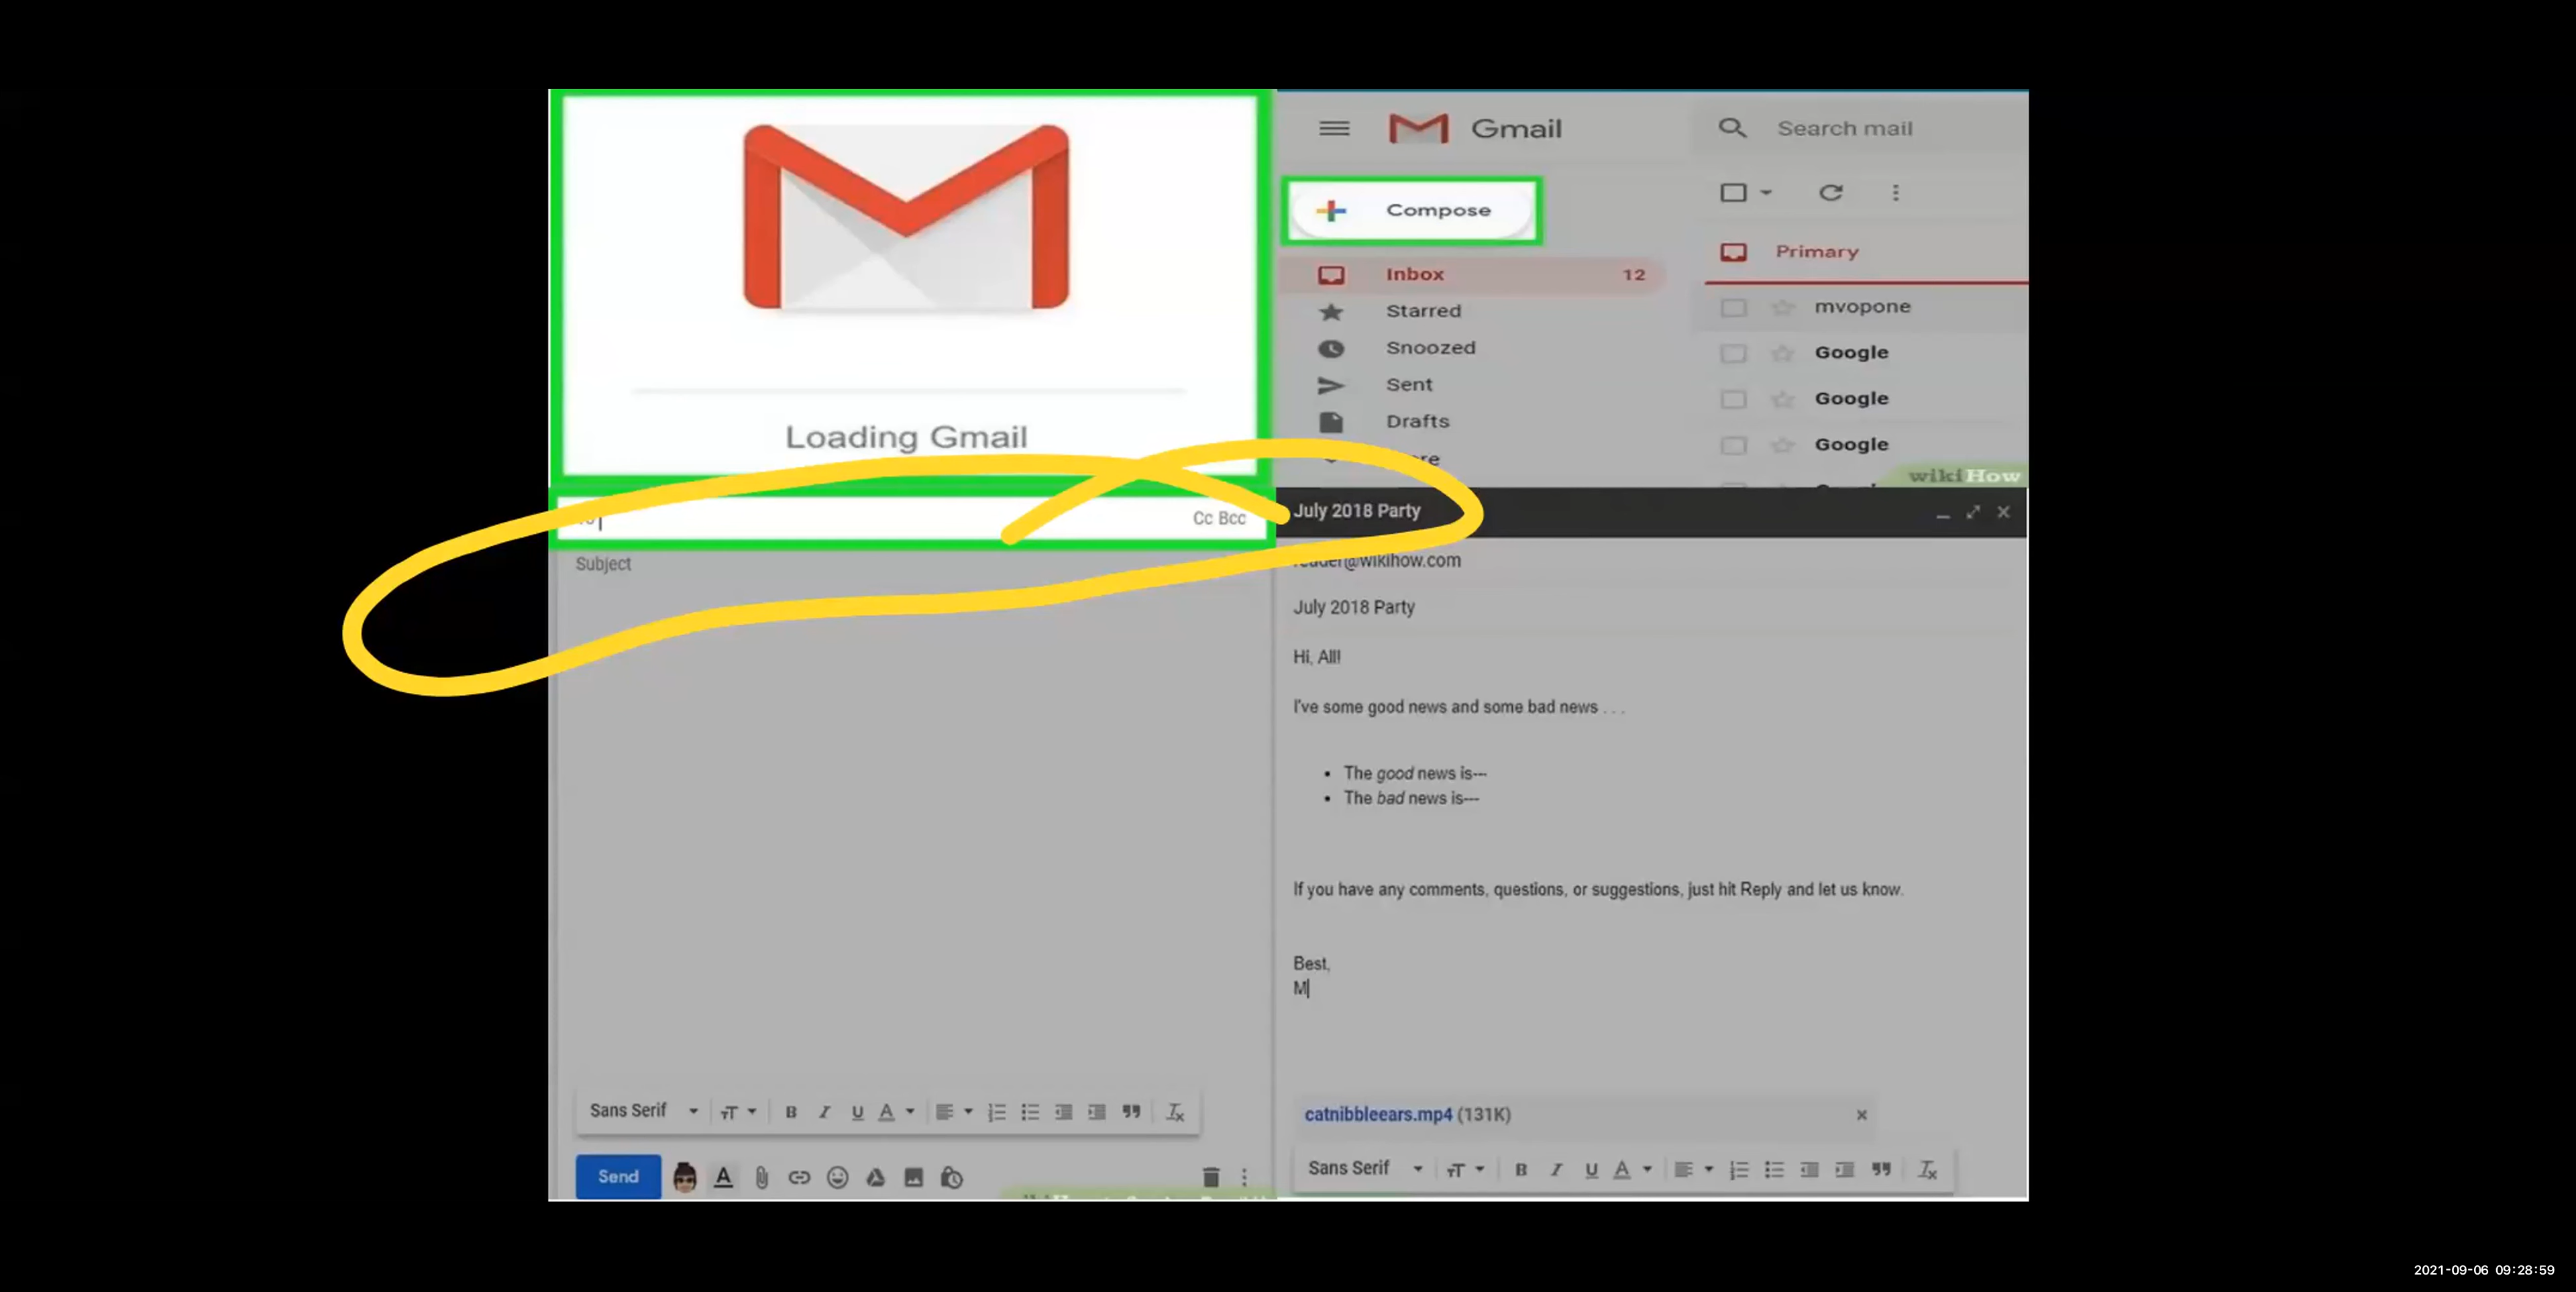 Loading Gmail
Gmail
Search mail
Compose
Inbox 12
Starred
Snoozed
Sent
Drafts
Primary
mvopone
Google
Google
Google
wikiHow
Cc Bcc
Subject
Sans Serif
Send
July 2018 Party
July 2018 Party
Hi, All!
I've some good news and some bad news . . .
• The good news is---
• The bad news is---
If you have any comments, questions, or suggestions, just hit Reply and let us know.
Best,
M
catnibbleears.mp4 (131K)
Sans Serif
2021-09-06 09:28:59